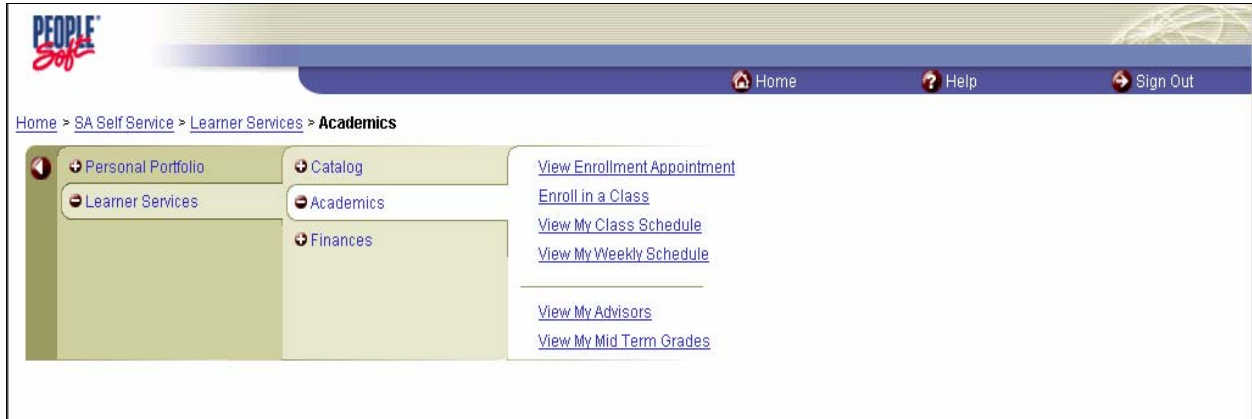 PEOPLE
Soft
Home Help Sign Out
Home > SA Self Service > Learner Services > Academics
Personal Portfolio
Learner Services
Catalog
Academics
Finances
View Enrollment Appointment
Enroll in a Class
View My Class Schedule
View My Weekly Schedule
View My Advisors
View My Mid Term Grades